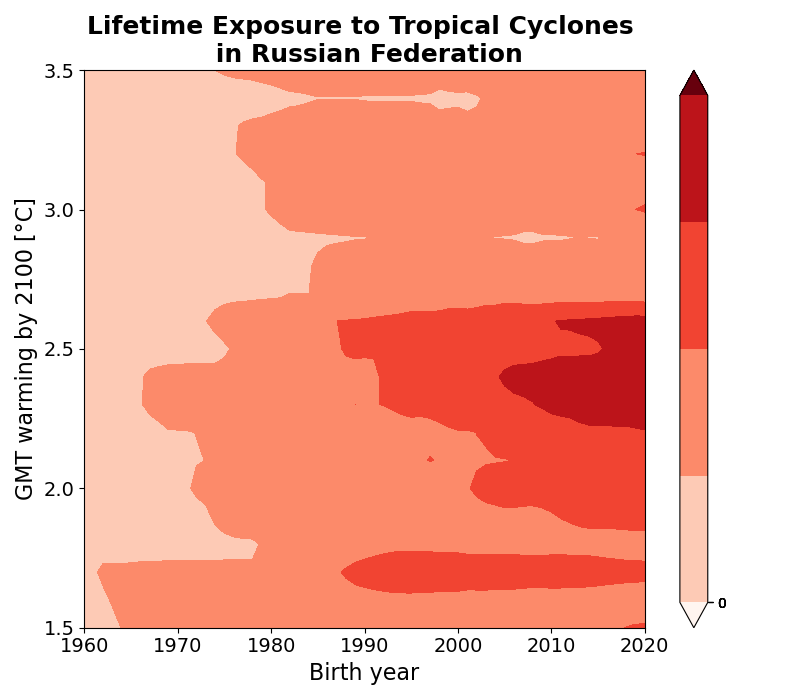 Lifetime Exposure to Tropical Cyclones
in Russian Federation
3.5
3.0
2.5
2.0
1.5
GMT warming by 2100 [°C]
1960 1970 1980 1990 2000 2010 2020
Birth year
0